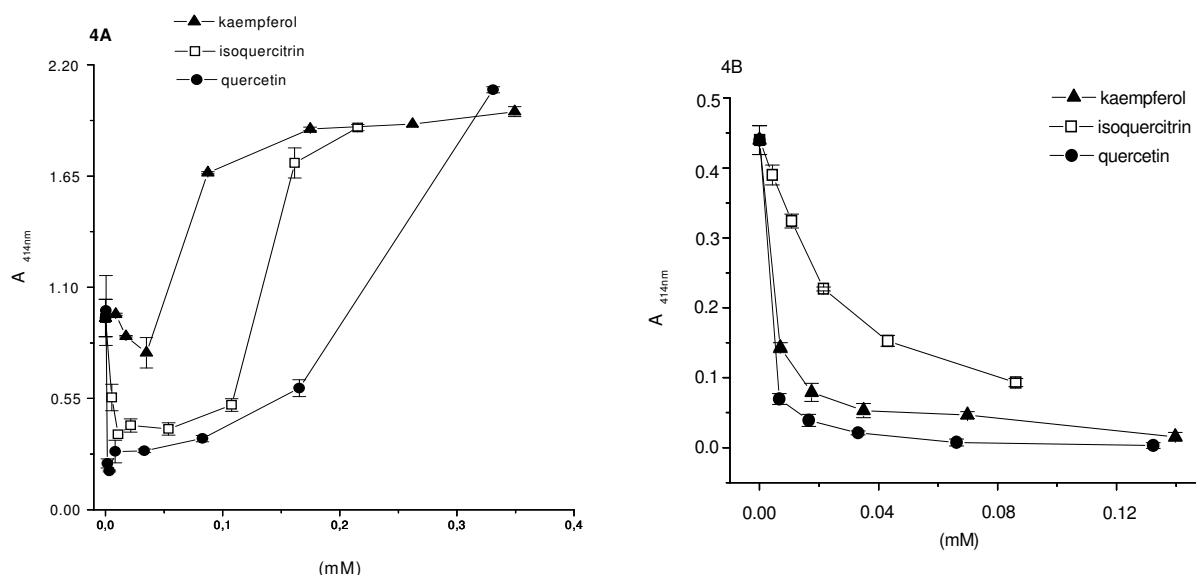 4A
kaempferol
isoquercitrin
quercetin
2.20
1.65
1.10
0.55
0.00
A 414nm
0,0 0,1 0,2 0,3 0,4
(mM)
4B
kaempferol
isoquercitrin
quercetin
0.5
0.4
0.3
0.2
0.1
0.0
A 414nm
0.00 0.04 0.08 0.12
(mM)